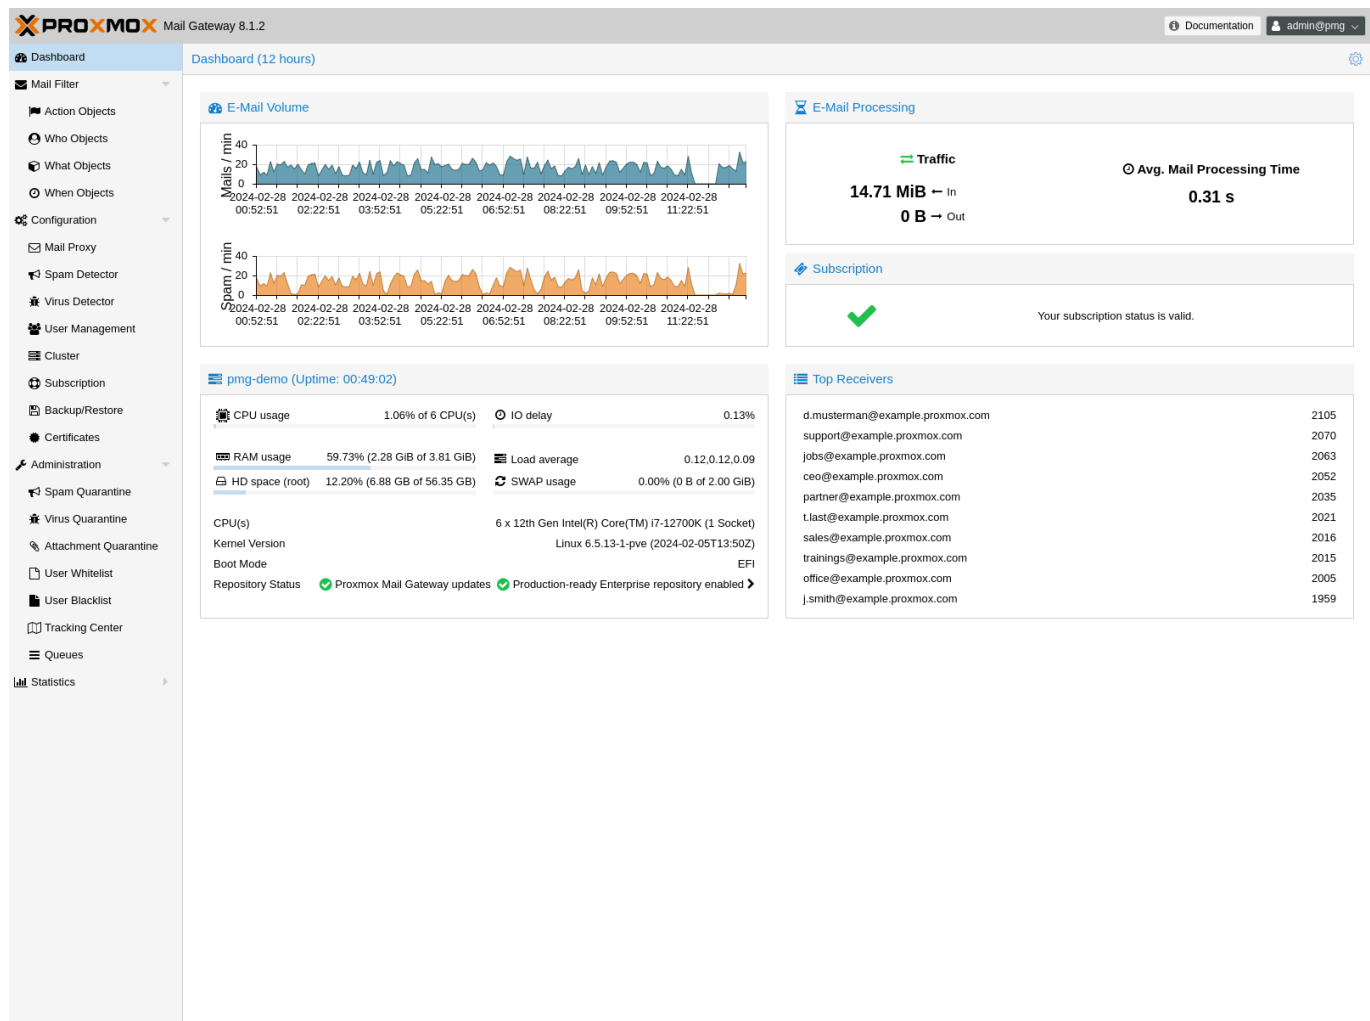 PROXMOX Mail Gateway 8.1.2
Documentation
admin@pmg
Dashboard
Mail Filter
Action Objects
Who Objects
What Objects
When Objects
Configuration
Mail Proxy
Spam Detector
Virus Detector
User Management
Cluster
Subscription
Backup/Restore
Certificates
Administration
Spam Quarantine
Virus Quarantine
Attachment Quarantine
User Whitelist
User Blacklist
Tracking Center
Queues
Statistics
Dashboard (12 hours)
E-Mail Volume
Mails / min
40
20
0
2024-02-28 2024-02-28 2024-02-28 2024-02-28 2024-02-28 2024-02-28 2024-02-28 2024-02-28
00:52:51 02:22:51 03:52:51 05:22:51 06:52:51 08:22:51 09:52:51 11:22:51
Spam / min
40
20
0
2024-02-28 2024-02-28 2024-02-28 2024-02-28 2024-02-28 2024-02-28 2024-02-28 2024-02-28
00:52:51 02:22:51 03:52:51 05:22:51 06:52:51 08:22:51 09:52:51 11:22:51
E-Mail Processing
Traffic
14.71 MiB In
0 B Out
Avg. Mail Processing Time
0.31 s
Subscription
Your subscription status is valid.
pmg-demo (Uptime: 00:49:02)
CPU usage 1.06% of 6 CPU(s)
IO delay 0.13%
RAM usage 59.73% (2.28 GiB of 3.81 GiB)
Load average 0.12,0.12,0.09
HD space (root) 12.20% (6.88 GB of 56.35 GB)
SWAP usage 0.00% (0 B of 2.00 GiB)
CPU(s) 6 x 12th Gen Intel(R) Core(TM) i7-12700K (1 Socket)
Kernel Version Linux 6.5.13-1-pve (2024-02-05T13:50Z)
Boot Mode EFI
Repository Status Proxmox Mail Gateway updates Production-ready Enterprise repository enabled
Top Receivers
d.musterman@example.proxmox.com 2105
support@example.proxmox.com 2070
jobs@example.proxmox.com 2063
ceo@example.proxmox.com 2052
partner@example.proxmox.com 2035
t.last@example.proxmox.com 2021
sales@example.proxmox.com 2016
trainings@example.proxmox.com 2015
office@example.proxmox.com 2005
j.smith@example.proxmox.com 1959